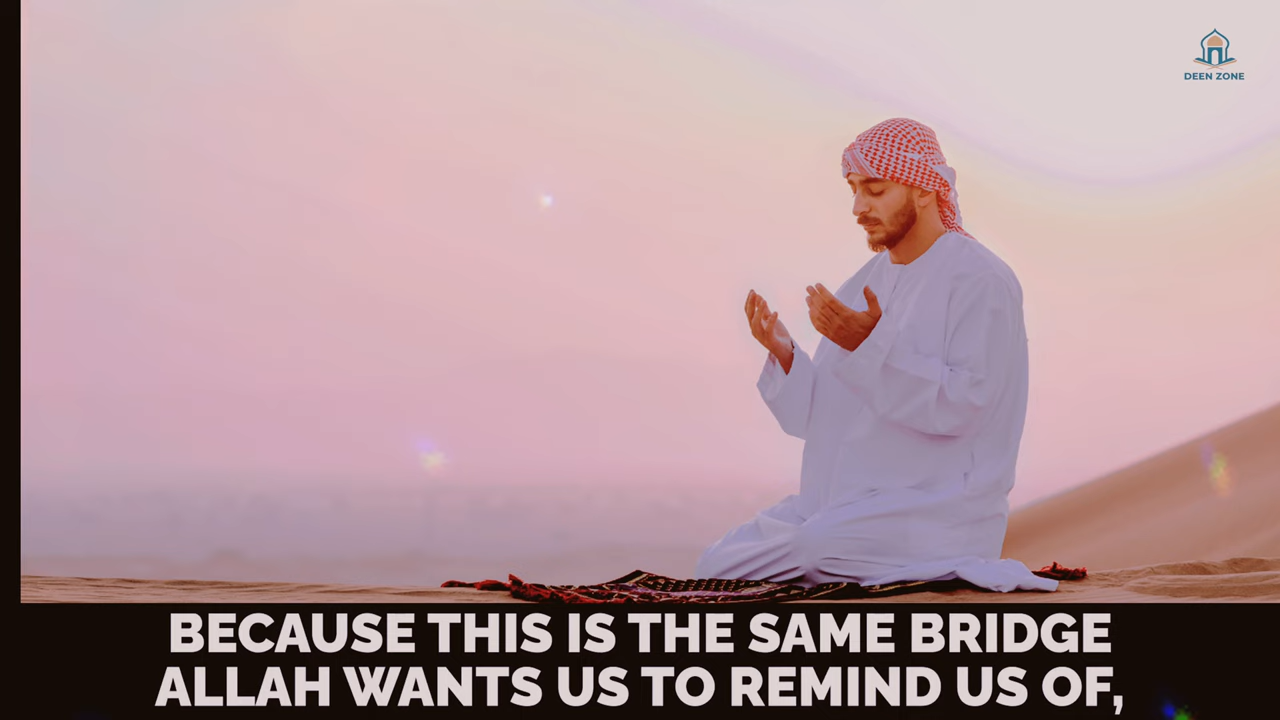 DEEN ZONE
BECAUSE THIS IS THE SAME BRIDGE
ALLAH WANTS US TO REMIND US OF,